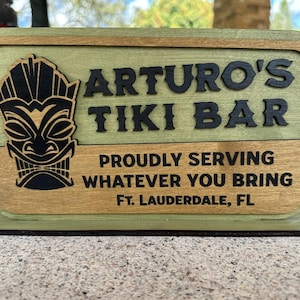 ARTURO'S
TIKI BAR
PROUDLY SERVING
WHATEVER YOU BRING
FT. LAUDERDALE, FL